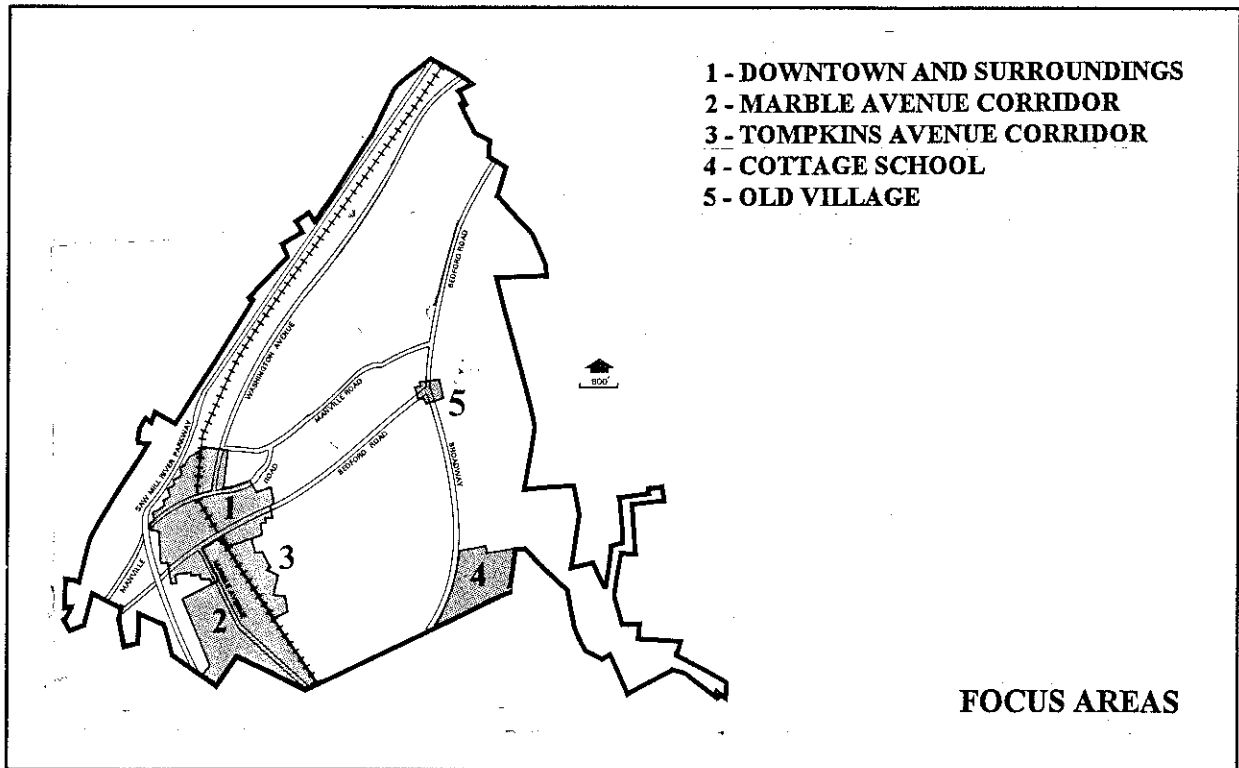 1 - DOWNTOWN AND SURROUNDINGS
2 - MARBLE AVENUE CORRIDOR
3 - TOMPKINS AVENUE CORRIDOR
4 - COTTAGE SCHOOL
5 - OLD VILLAGE
BEDFORD ROAD
WASHINGTON AVENUE
800'
MANVILLE ROAD
5
SAW MILL RIVER PARKWAY
BEDFORD ROAD
BROADWAY
ROAD
1
3
MANVILLE
4
2
FOCUS AREAS